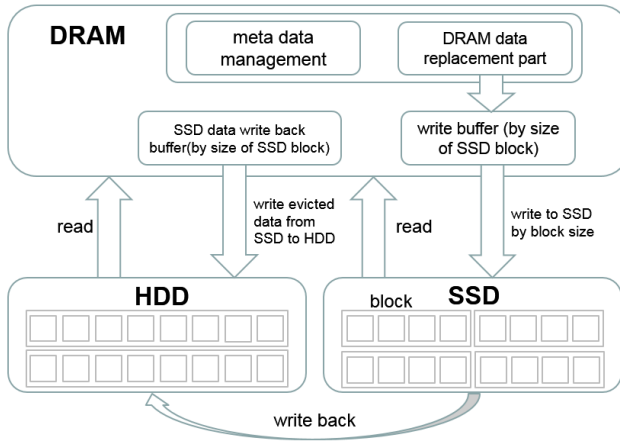 DRAM
meta data
management
DRAM data
replacement part
SSD data write back
buffer(by size of SSD block)
write buffer (by size
of SSD block)
read
write evicted
data from
SSD to HDD
read
write to SSD
by block size
HDD
block
SSD
write back